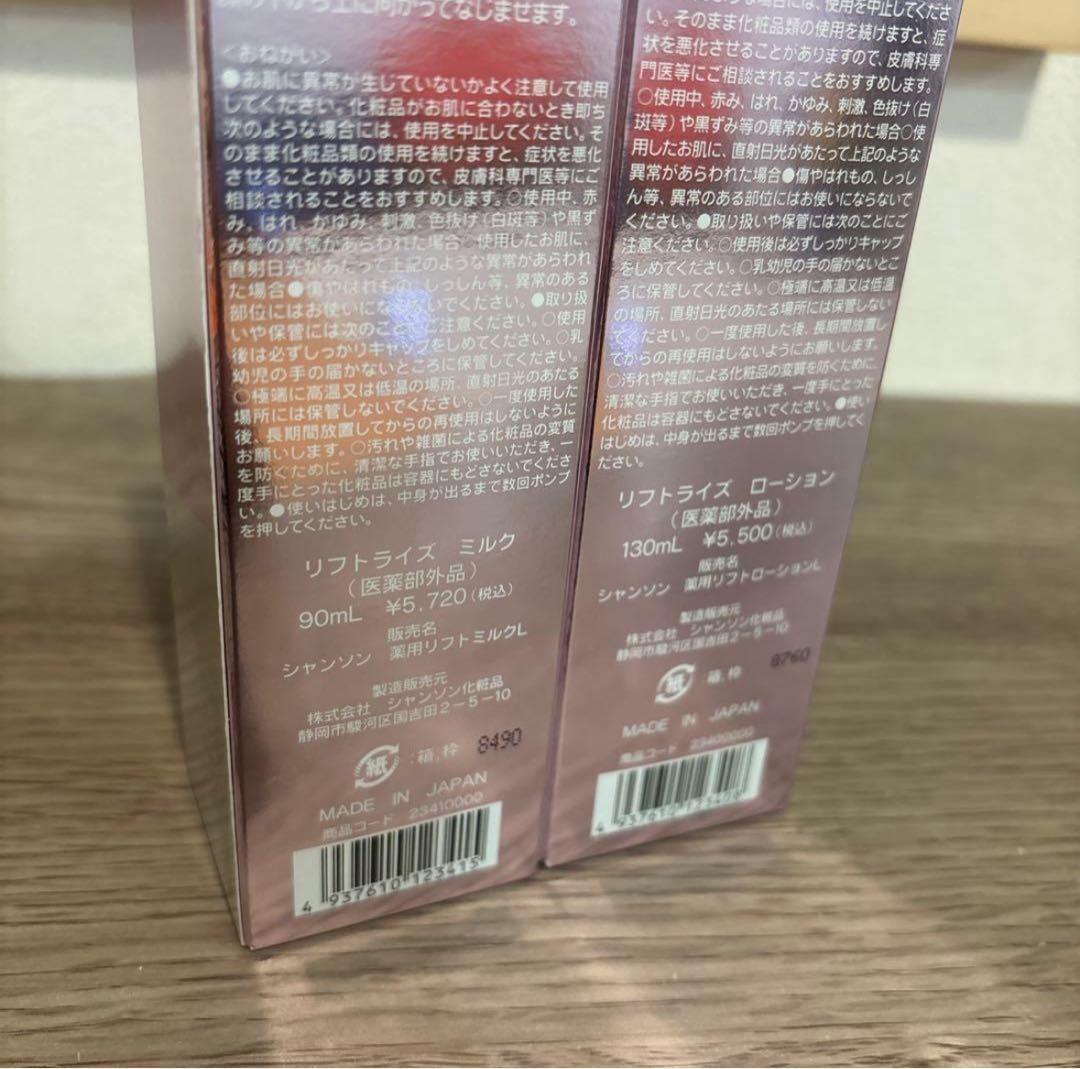 上に向かってなじませます。
<おねがい>
●お肌に異常が生じていないかよく注意して使用
してください。化粧品がお肌に合わないとき即ち
次のような場合には、使用を中止してください。そ
のまま化粧品類の使用を続けますと、症状を悪化
させることがありますので、皮膚科専門医等にご
相談されることをおすすめします。○使用中、赤
み、はれ、かゆみ、刺激、色抜け(白斑等)や黒ず
み等の異常があらわれた場合○使用したお肌に、
直射日光があたって上記のような異常があらわれ
た場合●傷やはれもの、しっしん等、異常のある
部位にはお使いにならないでください。●取り扱
いや保管には次のことにご注意ください。○使用
後は必ずしっかりキャップをしめてください。○乳
幼児の手の届かないところに保管してください。
○極端に高温又は低温の場所、直射日光のあたる
場所には保管しないでください。○一度使用した
後、長期間放置してからの再使用はしないように
お願いします。○汚れや雑菌による化粧品の変質
を防ぐために、清潔な手指でお使いいただき、一
度手にとった化粧品は容器にもどさないでくださ
い。●使いはじめは、中身が出るまで数回ポンプ
を押してください。
リフトライズ ミルク
(医薬部外品)
90mL ¥5,720(税込)
販売名
シャンソン 薬用リフトミルクL
製造販売元
株式会社 シャンソン化粧品
静岡市駿河区国吉田2-5-10
紙 :箱,枠 8490
MADE IN JAPAN
商品コード 23410000
4 937610 123415
使用を中止してくださ
い。そのまま化粧品類の使用を続けますと、症
状を悪化させることがありますので、皮膚科専
門医等にご相談されることをおすすめします。
○使用中、赤み、はれ、かゆみ、刺激、色抜け(白
斑等)や黒ずみ等の異常があらわれた場合○使
用したお肌に、直射日光があたって上記のような
異常があらわれた場合●傷やはれもの、しっし
ん等、異常のある部位にはお使いにならないで
ください。●取り扱いや保管には次のことにご
注意ください。○使用後は必ずしっかりキャップ
をしめてください。○乳幼児の手の届かないとこ
ろに保管してください。○極端に高温又は低温
の場所、直射日光のあたる場所には保管しない
でください。○一度使用した後、長期間放置し
てからの再使用はしないようにお願いします。
○汚れや雑菌による化粧品の変質を防ぐために、
清潔な手指でお使いいただき、一度手にとった
化粧品は容器にもどさないでください。●使い
はじめは、中身が出るまで数回ポンプを押してく
ださい。
リフトライズ ローション
(医薬部外品)
130mL ¥5,500(税込)
販売名
シャンソン 薬用リフトローションL
製造販売元
株式会社 シャンソン化粧品
静岡市駿河区国吉田2-5-10
紙 :箱,枠 8760
MADE IN JAPAN
商品コード 23400000